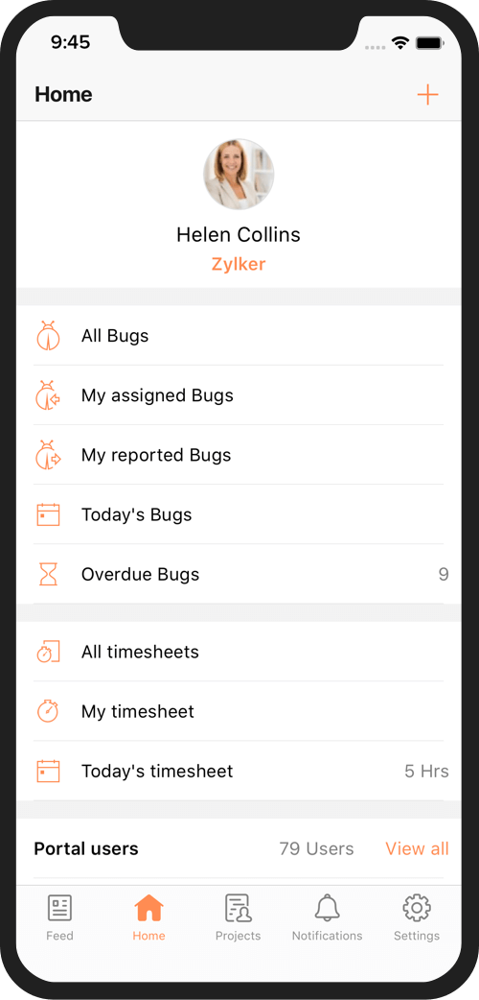 9:45
Home
Helen Collins
Zylker
All Bugs
My assigned Bugs
My reported Bugs
Today's Bugs
Overdue Bugs 9
All timesheets
My timesheet
Today's timesheet 5 Hrs
Portal users 79 Users View all
Feed Home Projects Notifications Settings